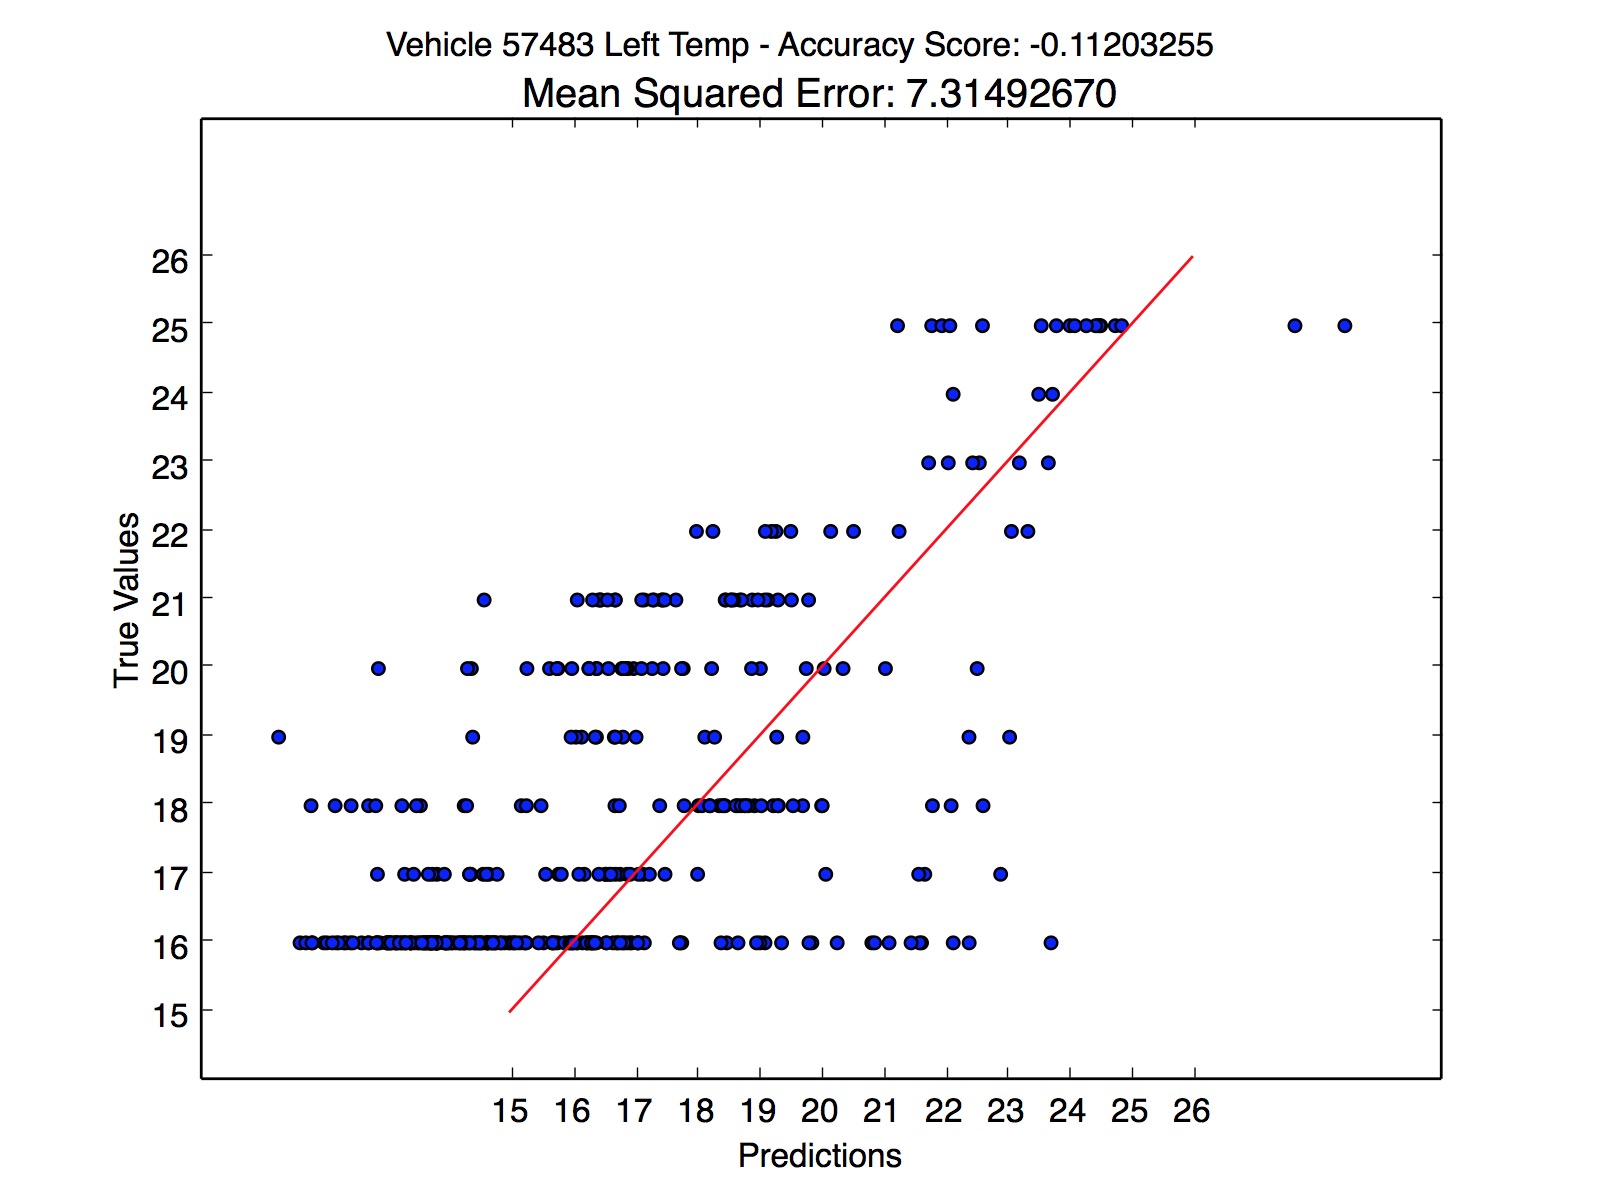 Vehicle 57483 Left Temp - Accuracy Score: -0.11203255
Mean Squared Error: 7.31492670
26
25
24
23
22
21
20
19
18
17
16
15
True Values
15 16 17 18 19 20 21 22 23 24 25 26
Predictions